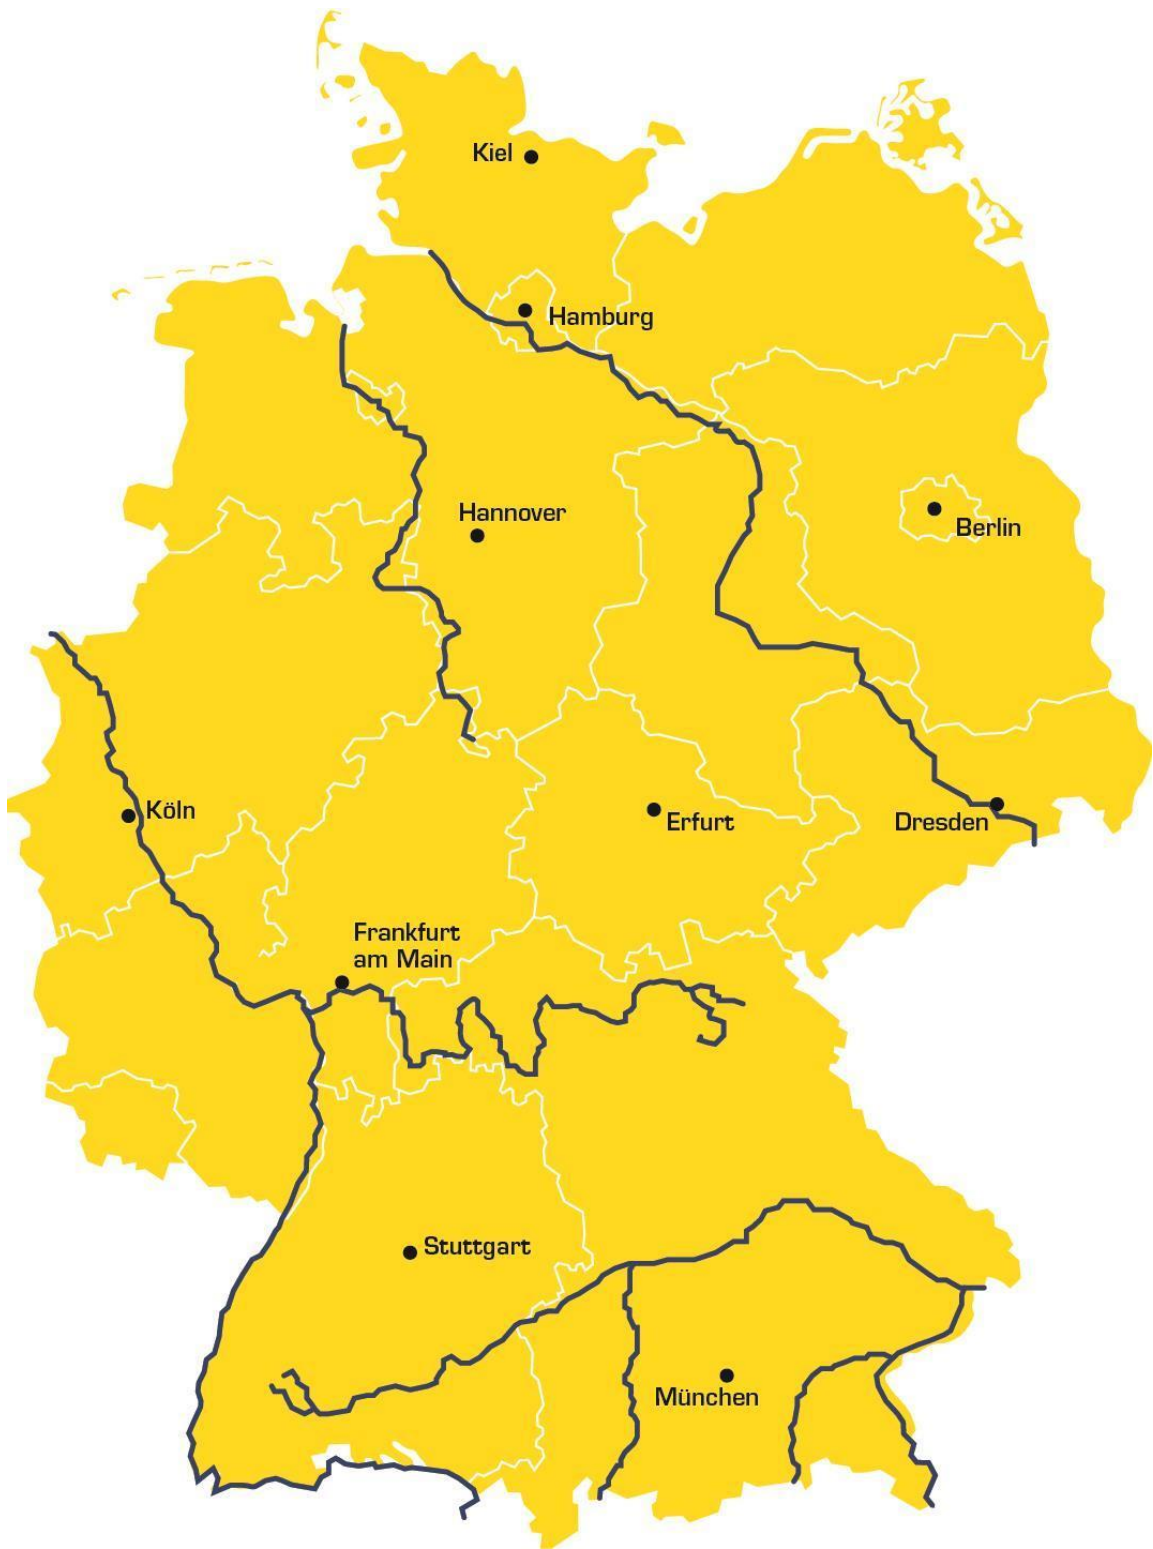 Kiel
Hamburg
Hannover
Berlin
Köln
Erfurt
Dresden
Frankfurt
am Main
Stuttgart
München